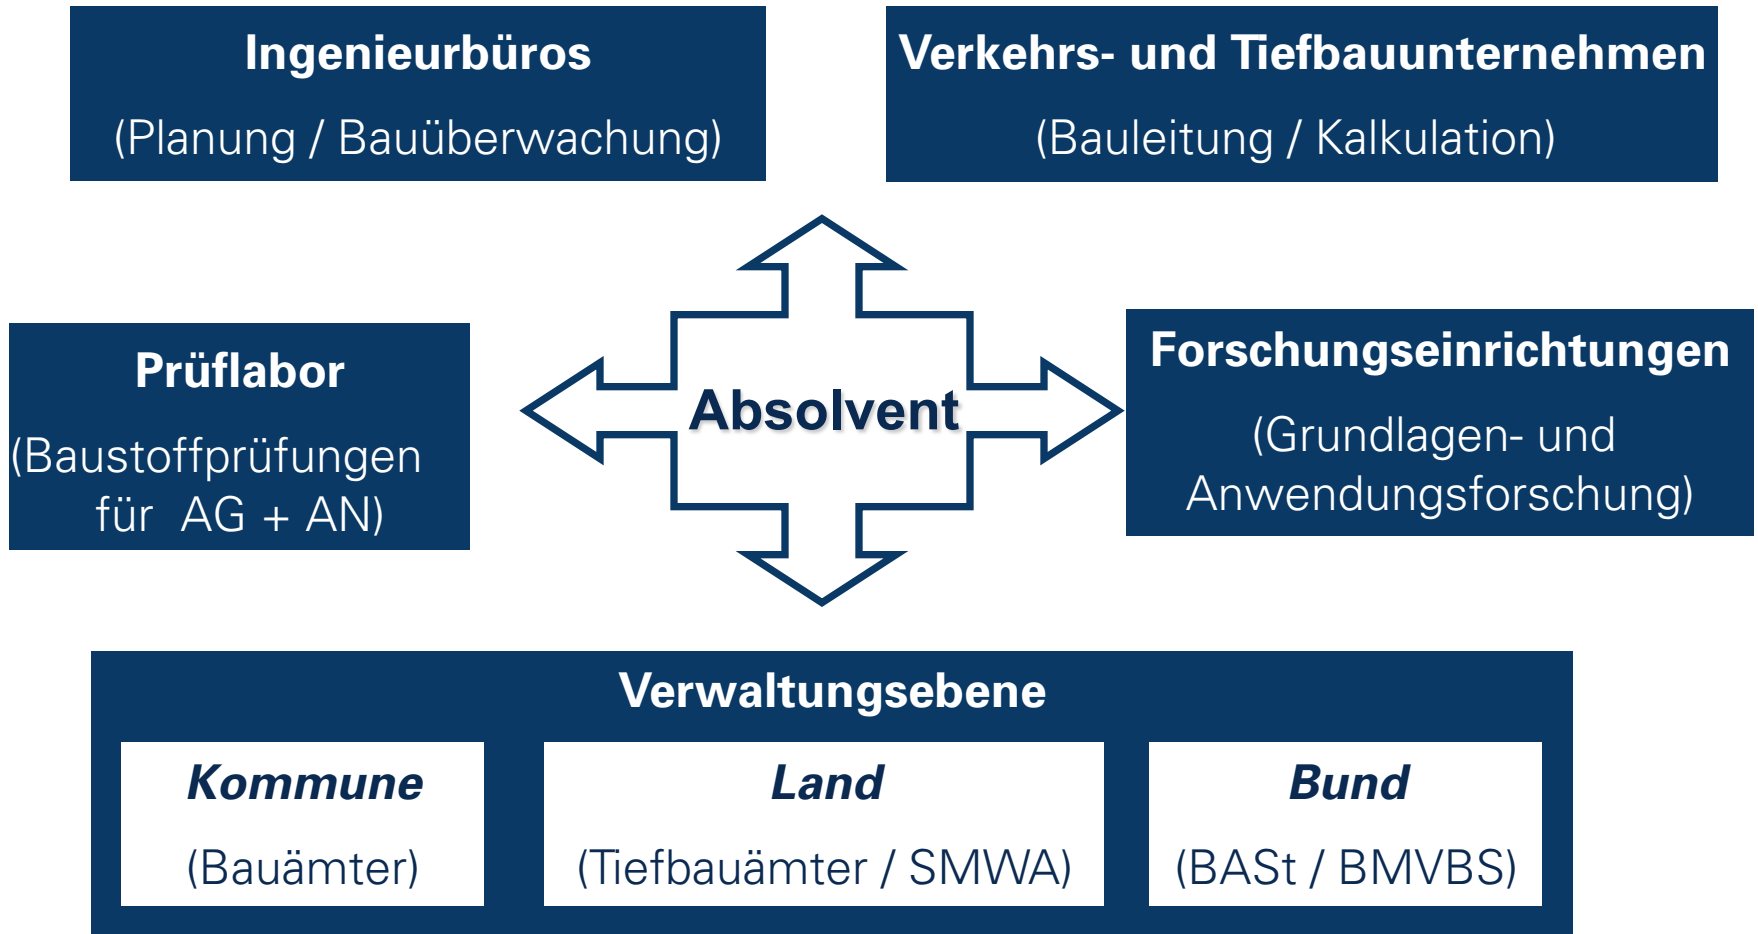 Ingenieurbüros
(Planung / Bauüberwachung)
Verkehrs- und Tiefbauunternehmen
(Bauleitung / Kalkulation)
Prüflabor
(Baustoffprüfungen
für AG + AN)
Absolvent
Forschungseinrichtungen
(Grundlagen- und
Anwendungsforschung)
Verwaltungsebene
Kommune
(Bauämter)
Land
(Tiefbauämter / SMWA)
Bund
(BASt / BMVBS)